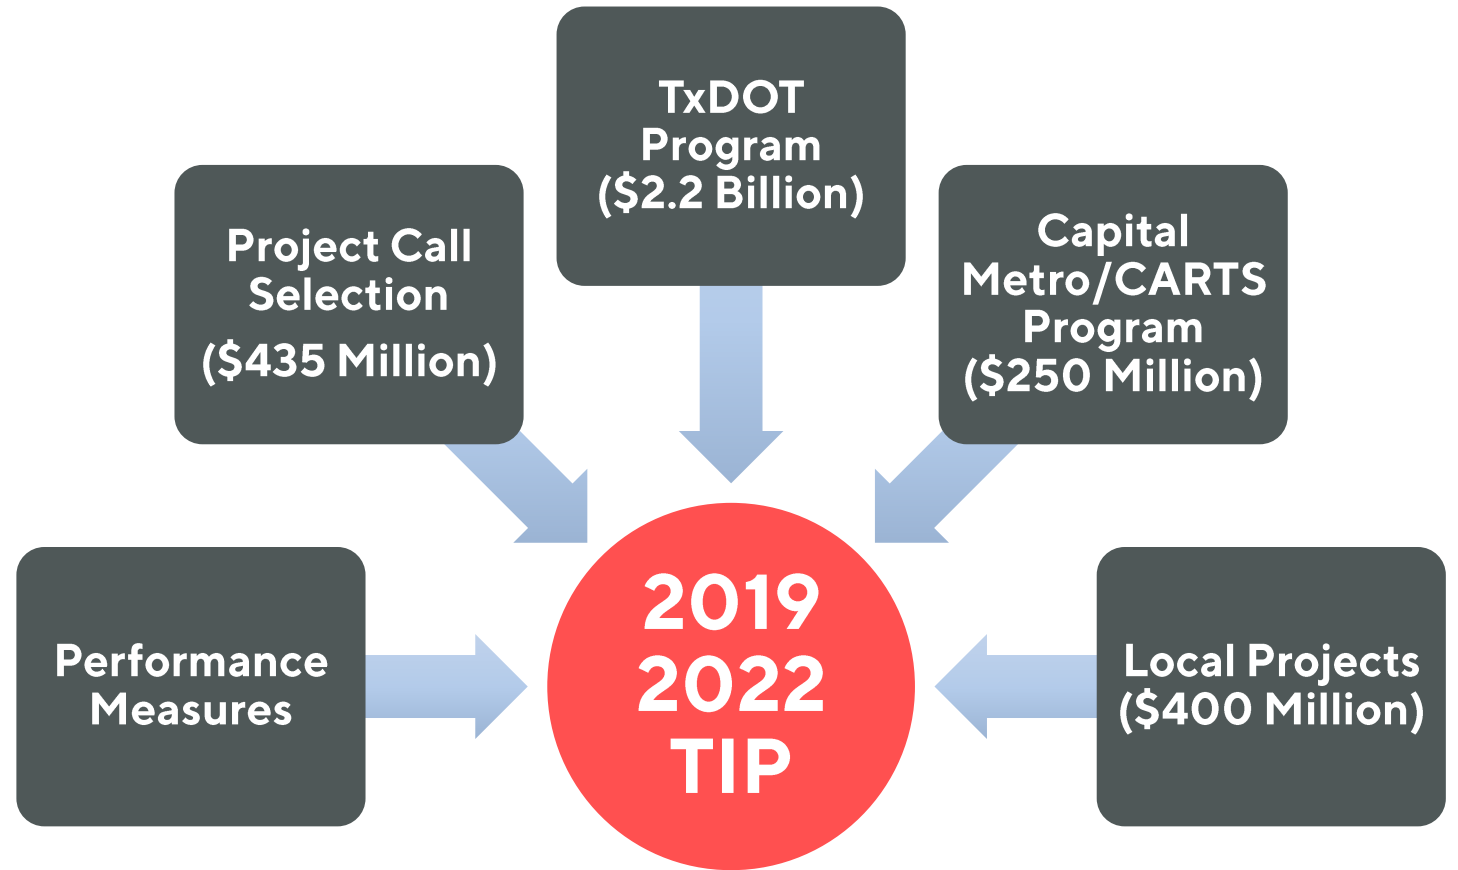 TxDOT
Program
($2.2 Billion)
Project Call
Selection
($435 Million)
Capital
Metro/CARTS
Program
($250 Million)
Performance
Measures
2019
2022
TIP
Local Projects
($400 Million)